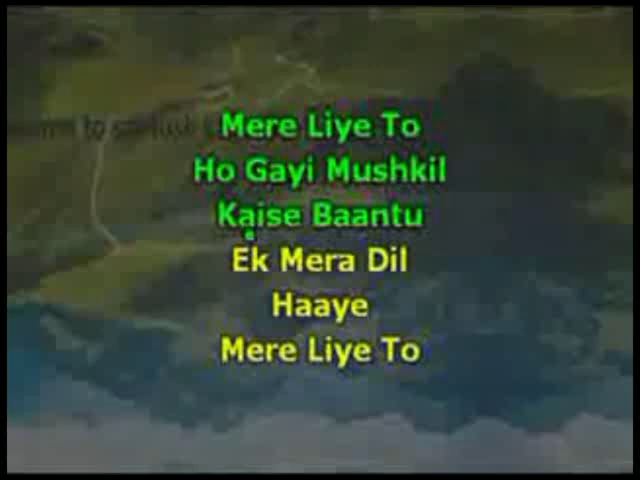 Mere Liye To
Ho Gayi Mushkil
Kaise Baantu
Ek Mera Dil
Haaye
Mere Liye To